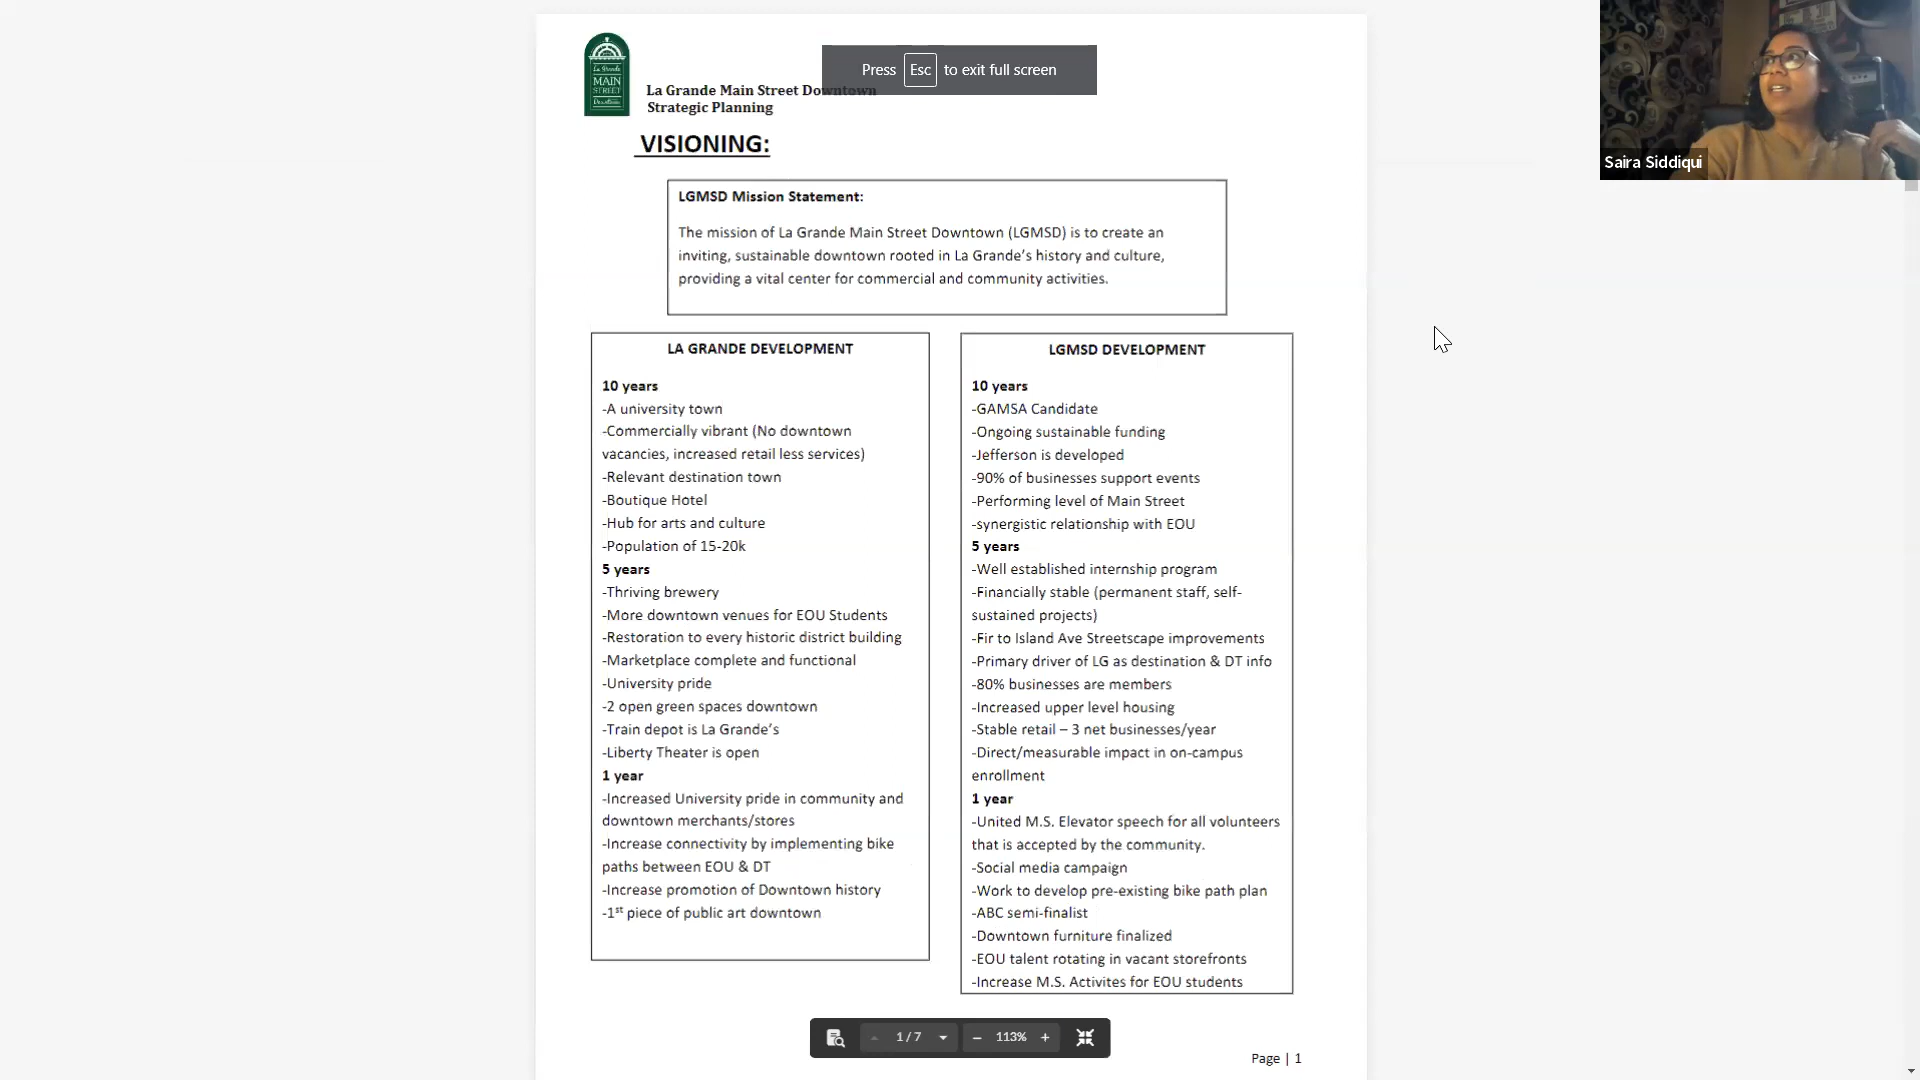 La Grande
MAIN
STREET
Downtown
La Grande Main Street Downtown
Strategic Planning
Press Esc to exit full screen
Saira Siddiqui
VISIONING:
LGMSD Mission Statement:
The mission of La Grande Main Street Downtown (LGMSD) is to create an
inviting, sustainable downtown rooted in La Grande's history and culture,
providing a vital center for commercial and community activities.
LA GRANDE DEVELOPMENT
10 years
-A university town
-Commercially vibrant (No downtown
vacancies, increased retail less services)
-Relevant destination town
-Boutique Hotel
-Hub for arts and culture
-Population of 15-20k
5 years
-Thriving brewery
-More downtown venues for EOU Students
-Restoration to every historic district building
-Marketplace complete and functional
-University pride
-2 open green spaces downtown
-Train depot is La Grande's
-Liberty Theater is open
1 year
-Increased University pride in community and
downtown merchants/stores
-Increase connectivity by implementing bike
paths between EOU & DT
-Increase promotion of Downtown history
-1st piece of public art downtown
LGMSD DEVELOPMENT
10 years
-GAMSA Candidate
-Ongoing sustainable funding
-Jefferson is developed
-90% of businesses support events
-Performing level of Main Street
-synergistic relationship with EOU
5 years
-Well established internship program
-Financially stable (permanent staff, self-
sustained projects)
-Fir to Island Ave Streetscape improvements
-Primary driver of LG as destination & DT info
-80% businesses are members
-Increased upper level housing
-Stable retail – 3 net businesses/year
-Direct/measurable impact in on-campus
enrollment
1 year
-United M.S. Elevator speech for all volunteers
that is accepted by the community.
-Social media campaign
-Work to develop pre-existing bike path plan
-ABC semi-finalist
-Downtown furniture finalized
-EOU talent rotating in vacant storefronts
-Increase M.S. Activites for EOU students
1 / 7
113%
Page | 1